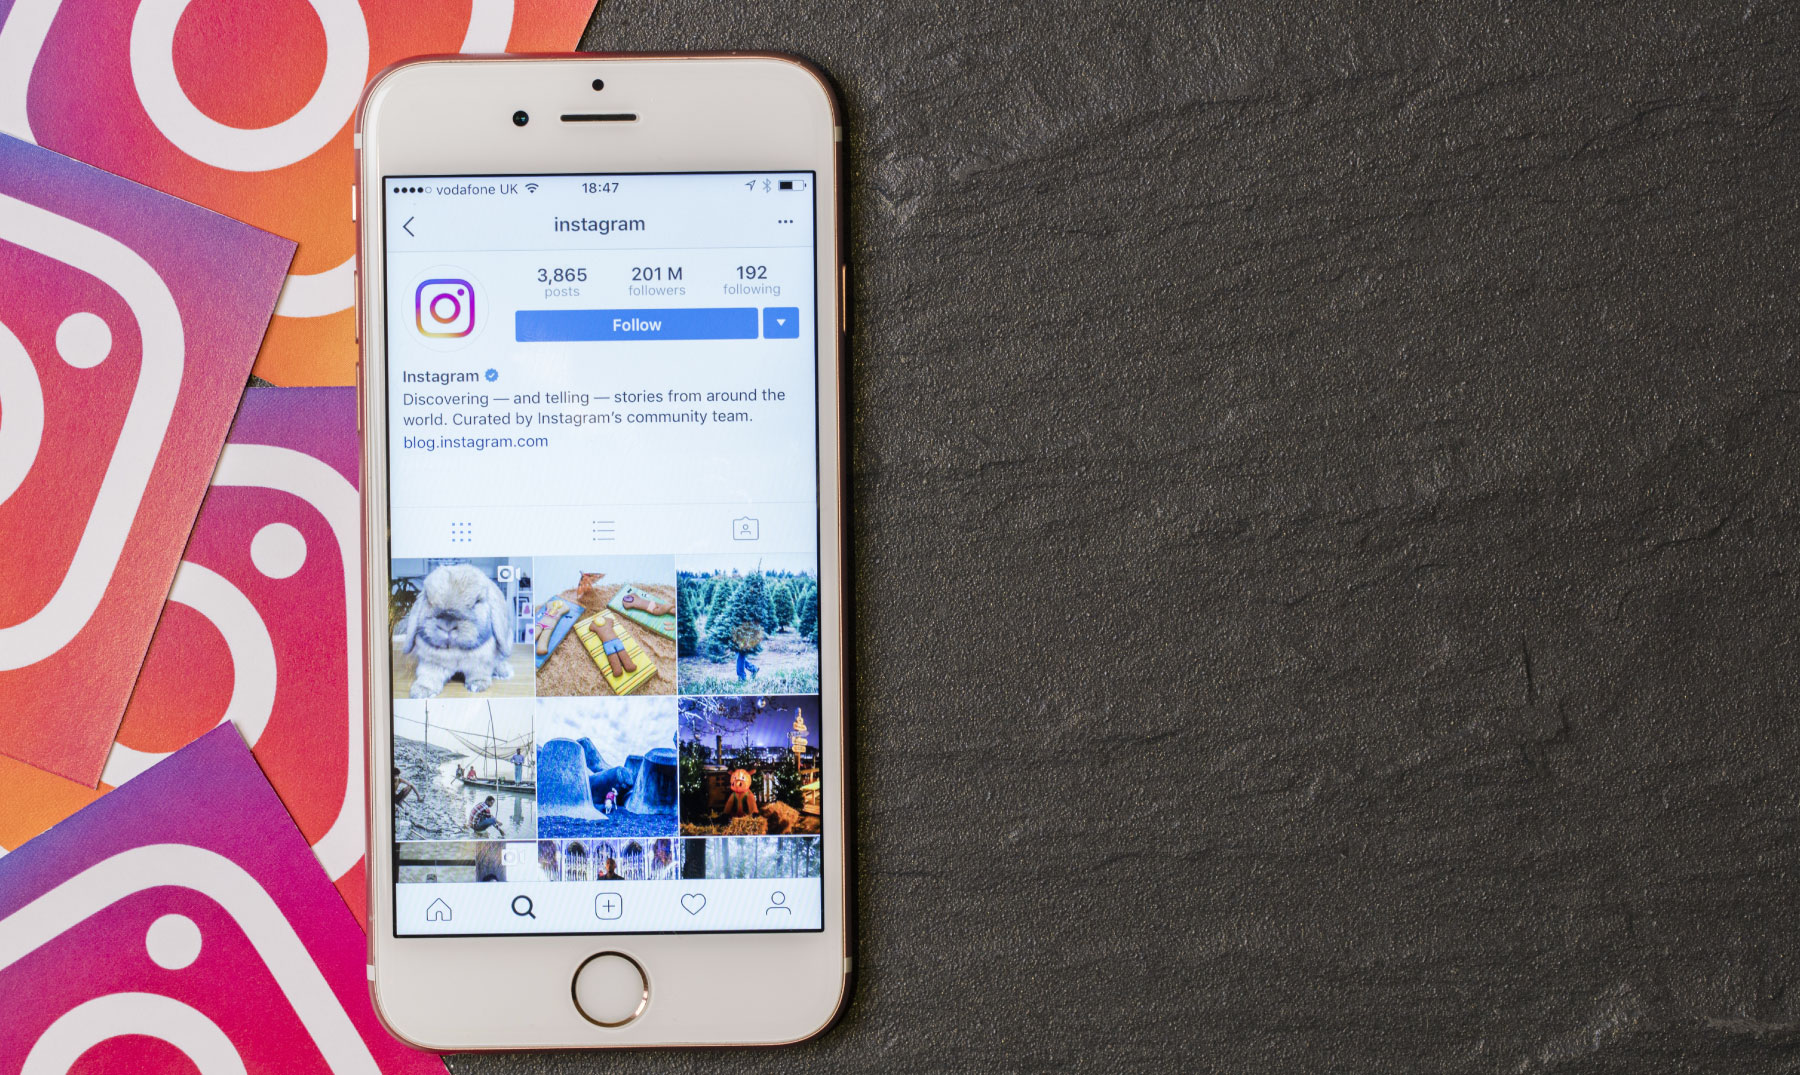 vodafone UK 18:47
instagram
3,865 201 M 192
posts followers following
Follow
Instagram
Discovering — and telling — stories from around the
world. Curated by Instagram's community team.
blog.instagram.com